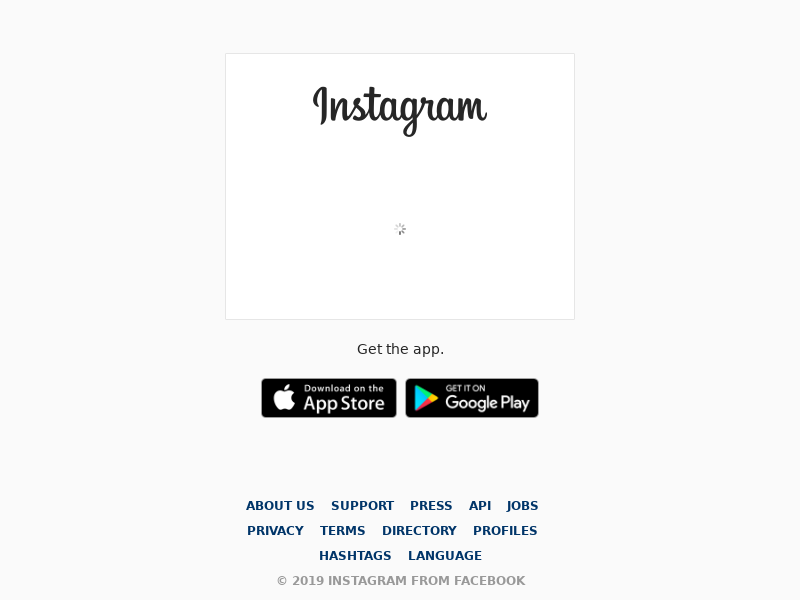 Instagram
Get the app.
Download on the App Store
GET IT ON Google Play
ABOUT US SUPPORT PRESS API JOBS
PRIVACY TERMS DIRECTORY PROFILES
HASHTAGS LANGUAGE
© 2019 INSTAGRAM FROM FACEBOOK